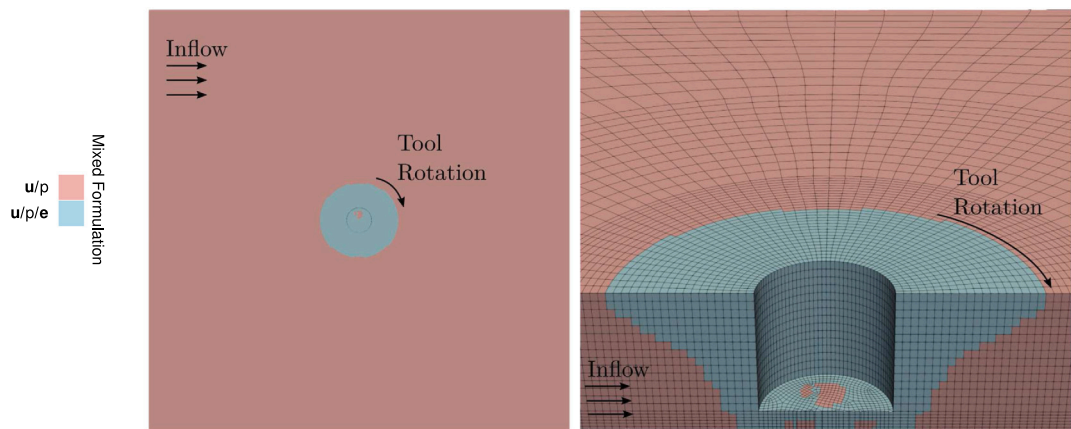 Mixed Formulation
u/p
u/p/e
Inflow
Tool
Rotation
Tool
Rotation
Inflow